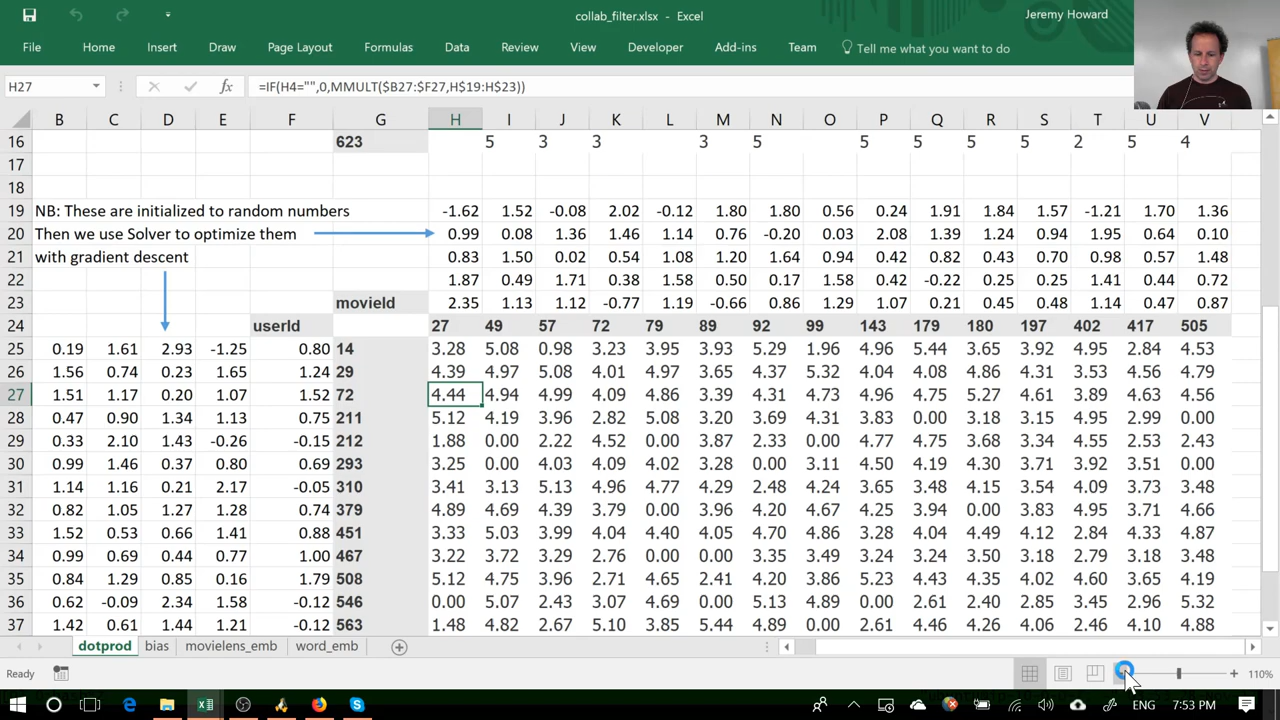 collab_filter.xlsx - Excel
Jeremy Howard
File Home Insert Draw Page Layout Formulas Data Review View Developer Add-ins Team Tell me what you want to do
H27 fx =IF(H4="",0,MMULT($B27:$F27,H$19:H$23))
B C D E F G H I J K L M N O P Q R S T U V
16 623 5 3 3 3 5 5 5 5 5 2 5 4
17
18
19 NB: These are initialized to random numbers -1.62 1.52 -0.08 2.02 -0.12 1.80 1.80 0.56 0.24 1.91 1.84 1.57 -1.21 1.70 1.36
20 Then we use Solver to optimize them 0.99 0.08 1.36 1.46 1.14 0.76 -0.20 0.03 2.08 1.39 1.24 0.94 1.95 0.64 0.10
21 with gradient descent 0.83 1.50 0.02 0.54 1.08 1.20 1.64 0.94 0.42 0.82 0.43 0.70 0.98 0.57 1.48
22 1.87 0.49 1.71 0.38 1.58 0.50 0.17 1.58 0.42 -0.22 0.25 0.25 1.41 0.44 0.72
23 movieId 2.35 1.13 1.12 -0.77 1.19 -0.66 0.86 1.29 1.07 0.21 0.45 0.48 1.14 0.47 0.87
24 userId 27 49 57 72 79 89 92 99 143 179 180 197 402 417 505
25 0.19 1.61 2.93 -1.25 0.80 14 3.28 5.08 0.98 3.23 3.95 3.93 5.29 1.96 4.96 5.44 3.65 3.92 4.95 2.84 4.53
26 1.56 0.74 0.23 1.65 1.24 29 4.39 4.97 5.08 4.01 4.97 3.65 4.37 5.32 4.04 4.08 4.86 4.31 3.53 4.56 4.79
27 1.51 1.17 0.20 1.07 1.52 72 4.44 4.94 4.99 4.09 4.86 3.39 4.31 4.73 4.96 4.75 5.27 4.61 3.89 4.63 4.56
28 0.47 0.90 1.34 1.13 0.75 211 5.12 4.19 3.96 2.82 5.08 3.20 4.69 4.31 3.83 0.00 3.18 3.15 4.95 2.99 3.94
29 0.33 2.10 1.43 -0.26 -0.15 212 1.88 0.00 2.22 4.52 0.00 3.87 2.33 0.00 4.77 4.75 3.68 3.34 4.55 2.53 2.43
30 0.99 1.46 0.37 0.80 0.69 293 3.25 0.00 4.03 4.09 4.02 3.28 0.00 3.11 4.50 4.19 4.30 3.71 3.92 3.63 0.00
31 1.14 1.16 0.21 2.17 -0.05 310 3.41 3.13 5.13 4.96 4.77 4.29 2.48 4.24 3.65 3.48 4.15 3.54 4.09 3.73 3.48
32 0.82 1.05 1.27 1.28 0.74 379 4.89 4.69 4.39 3.79 0.00 3.96 4.20 4.67 4.25 3.94 0.00 3.83 4.95 3.71 4.66
33 1.52 0.53 0.66 1.41 0.88 451 3.33 5.03 3.99 4.04 4.40 4.05 4.70 4.86 3.28 4.04 4.49 4.12 2.84 4.33 4.87
34 0.99 0.69 0.44 0.77 1.00 467 3.22 3.72 3.29 2.76 0.00 0.00 3.35 3.49 3.24 3.24 3.50 3.18 2.79 3.18 3.48
35 0.84 1.29 0.85 0.16 1.79 508 5.12 4.75 3.96 2.71 4.65 2.41 4.20 3.86 5.23 4.43 4.35 4.02 4.60 3.65 4.19
36 0.62 -0.09 2.34 1.58 -0.12 546 0.00 5.07 2.43 3.07 4.69 0.00 5.13 4.89 0.00 2.61 2.40 2.85 3.45 2.96 5.32
37 1.42 0.61 1.44 1.21 -0.12 563 1.48 4.82 2.67 5.10 3.85 5.44 4.89 0.00 2.61 4.46 4.26 4.06 2.46 4.10 4.88
dotprod bias movielens_emb word_emb
Ready 110%
ENG 7:53 PM